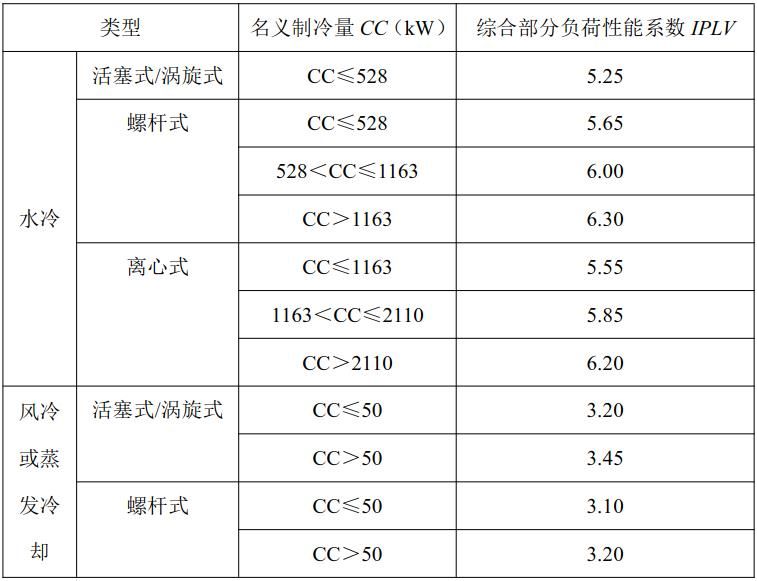 类型 名义制冷量 CC（kW） 综合部分负荷性能系数 IPLV
水冷 活塞式/涡旋式 CC≤528 5.25
螺杆式 CC≤528 5.65
528＜CC≤1163 6.00
CC＞1163 6.30
离心式 CC≤1163 5.55
1163＜CC≤2110 5.85
CC＞2110 6.20
风冷或蒸发冷却 活塞式/涡旋式 CC≤50 3.20
CC＞50 3.45
螺杆式 CC≤50 3.10
CC＞50 3.20